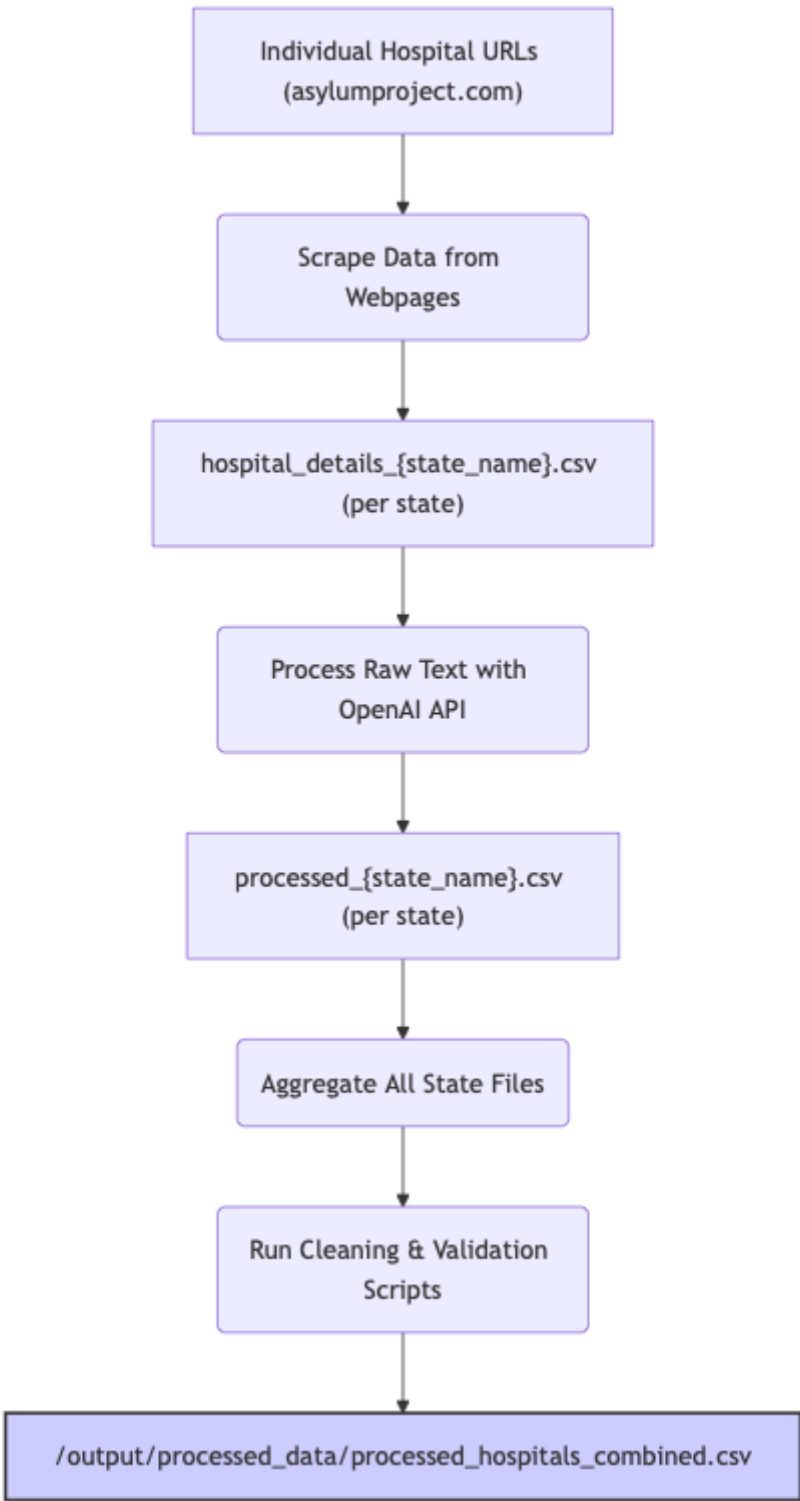 Individual Hospital URLs
(asylumproject.com)
Scrape Data from
Webpages
hospital_details_{state_name}.csv
(per state)
Process Raw Text with
OpenAI API
processed_{state_name}.csv
(per state)
Aggregate All State Files
Run Cleaning & Validation
Scripts
/output/processed_data/processed_hospitals_combined.csv